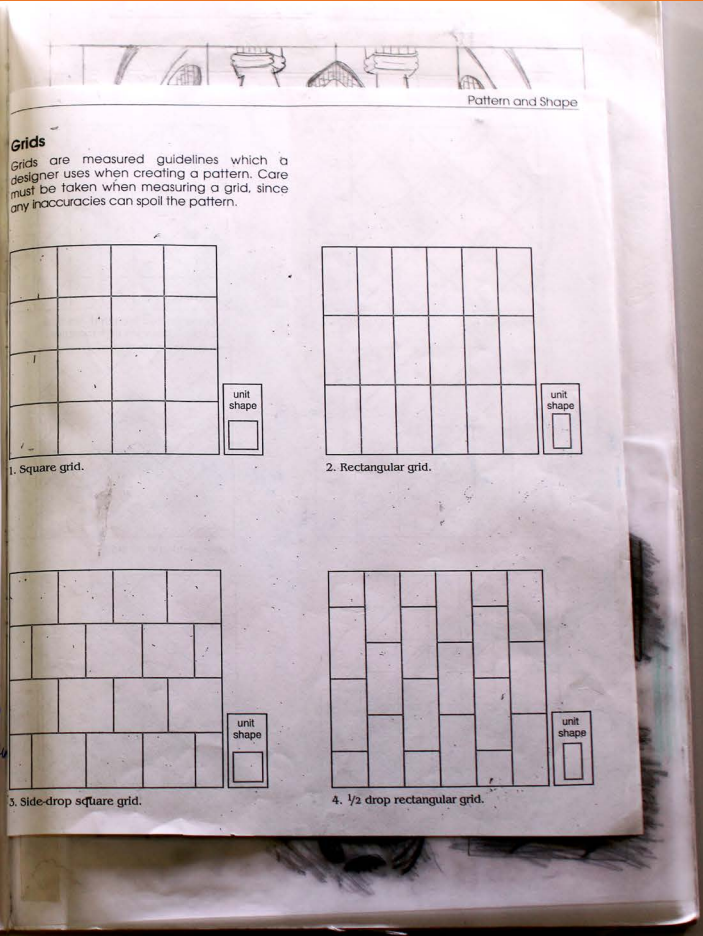 Pattern and Shape
Grids
Grids are measured guidelines which a
designer uses when creating a pattern. Care
must be taken when measuring a grid, since
any inaccuracies can spoil the pattern.
unit
shape
unit
shape
1. Square grid.
2. Rectangular grid.
unit
shape
unit
shape
3. Side-drop square grid.
4. 1/2 drop rectangular grid.